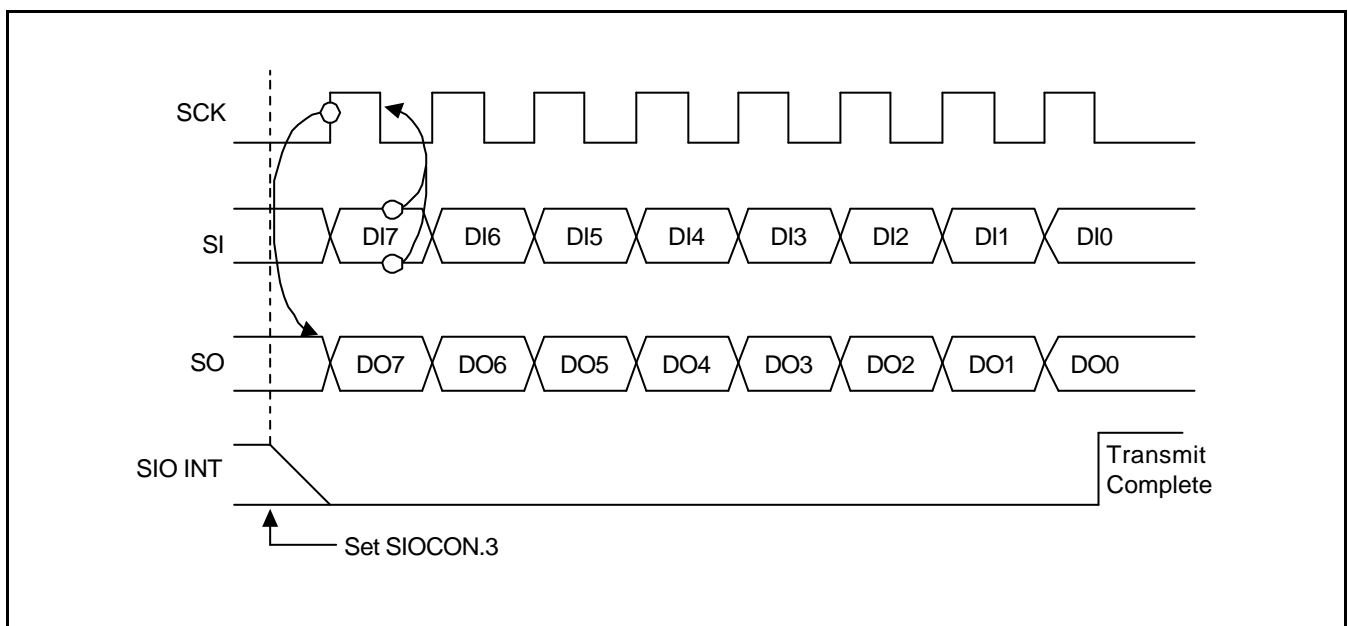 SCK
SI
DI7 DI6 DI5 DI4 DI3 DI2 DI1 DI0
SO
DO7 DO6 DO5 DO4 DO3 DO2 DO1 DO0
SIO INT
Transmit
Complete
Set SIOCON.3